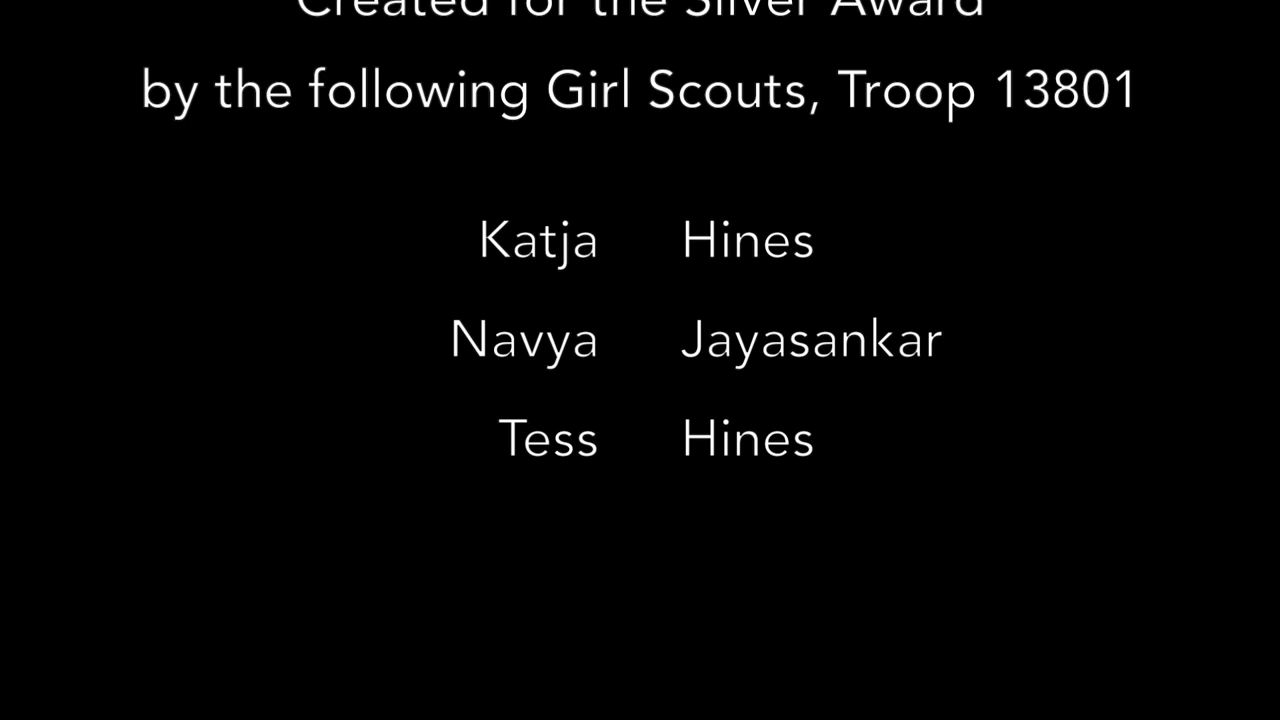 Created for the Silver Award
by the following Girl Scouts, Troop 13801
Katja Hines
Navya Jayasankar
Tess Hines